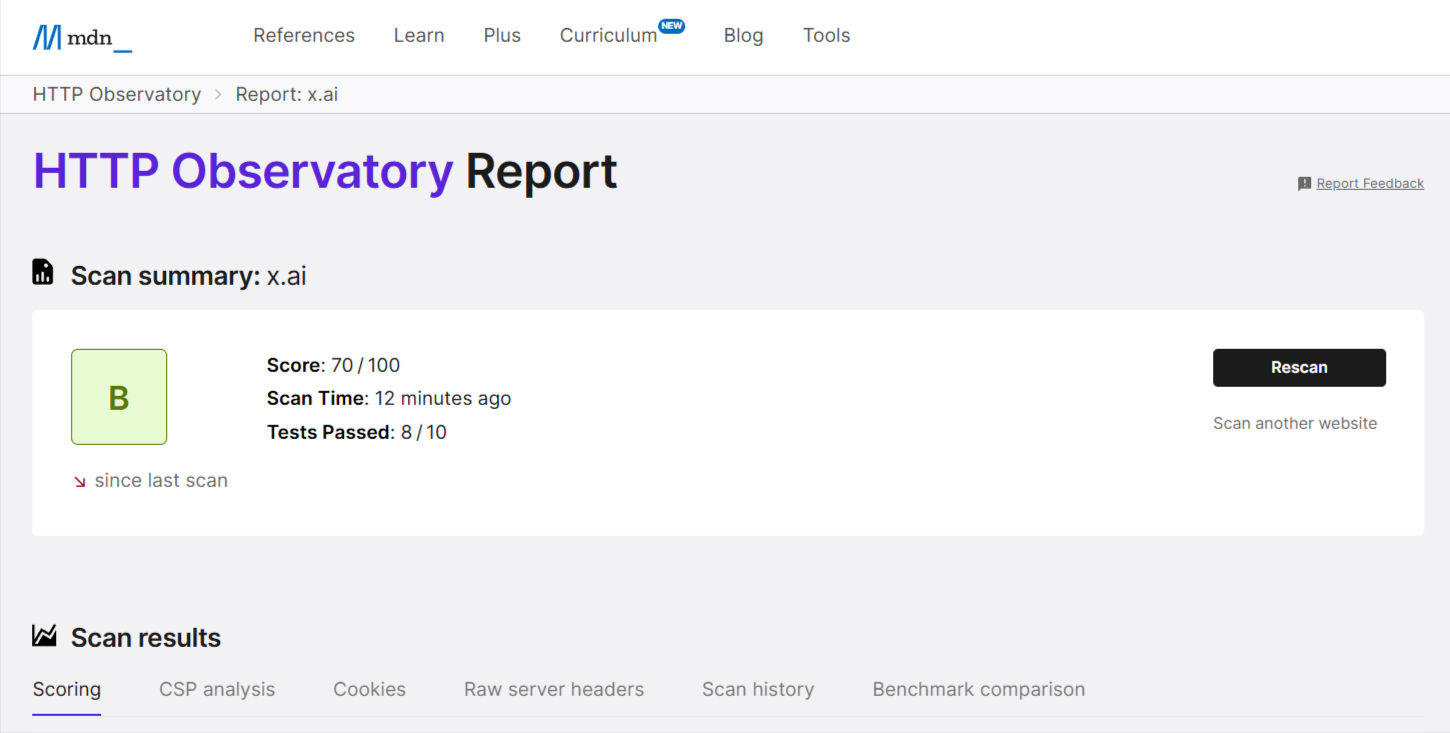 mdn_
References Learn Plus Curriculum NEW Blog Tools
HTTP Observatory > Report: x.ai
HTTP Observatory Report
Report Feedback
Scan summary: x.ai
B
Score: 70 / 100
Scan Time: 12 minutes ago
Tests Passed: 8 / 10
since last scan
Rescan
Scan another website
Scan results
Scoring CSP analysis Cookies Raw server headers Scan history Benchmark comparison